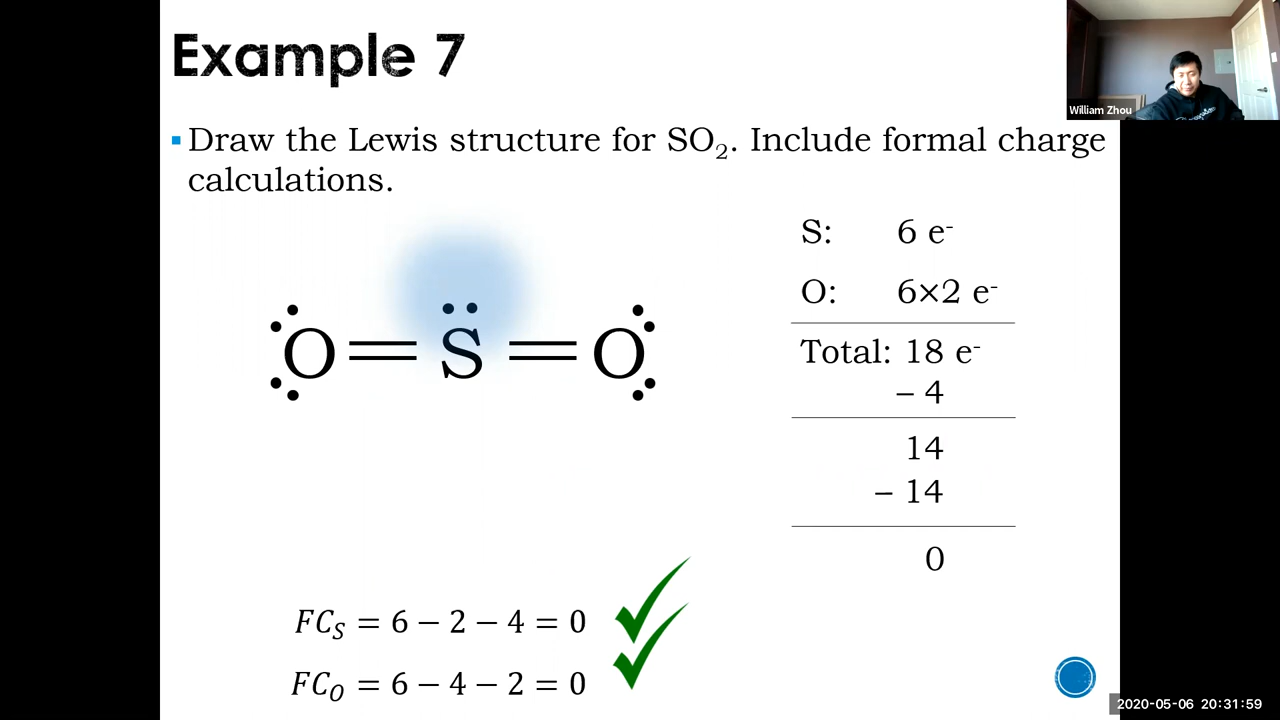 Example 7
William Zhou
Draw the Lewis structure for SO₂. Include formal charge
calculations.
S: 6 e⁻
O: 6×2 e⁻
Total: 18 e⁻
– 4
14
– 14
0
O = S = O
FC_S = 6 − 2 − 4 = 0
FC_O = 6 − 4 − 2 = 0
2020-05-06 20:31:59